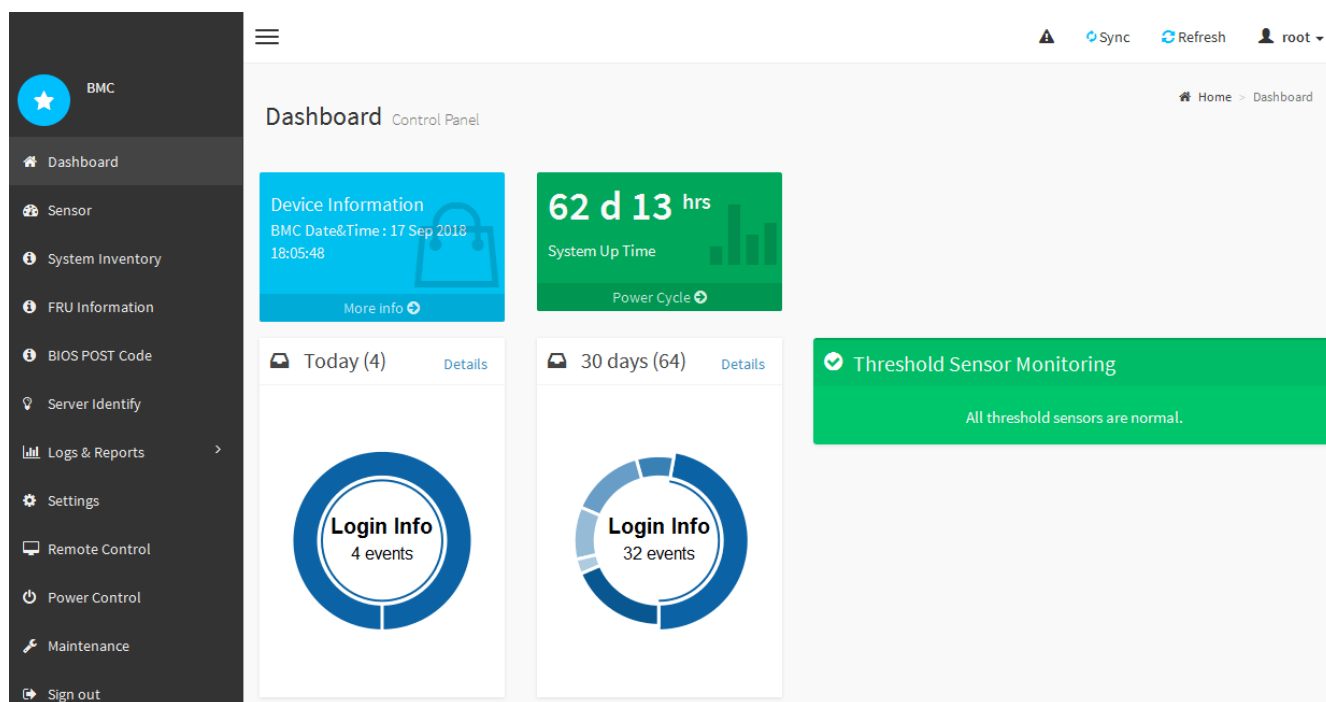 Sync
Refresh
root
BMC
Home > Dashboard
Dashboard Control Panel
Dashboard
Sensor
System Inventory
FRU Information
BIOS POST Code
Server Identify
Logs & Reports
Settings
Remote Control
Power Control
Maintenance
Sign out
Device Information
BMC Date&Time : 17 Sep 2018
18:05:48
More info
62 d 13 hrs
System Up Time
Power Cycle
Today (4) Details
Login Info
4 events
30 days (64) Details
Login Info
32 events
Threshold Sensor Monitoring
All threshold sensors are normal.